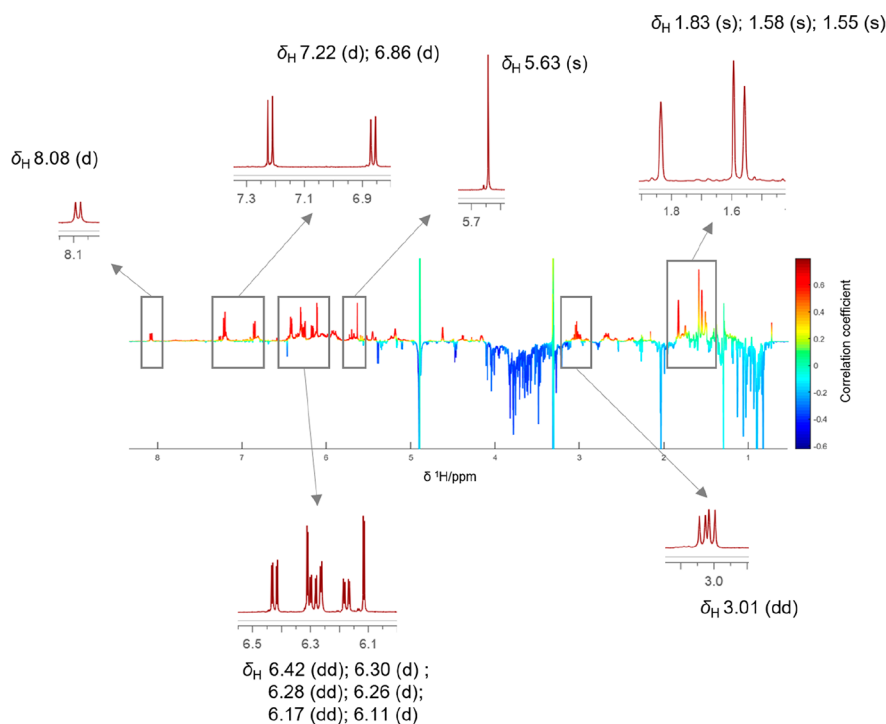 δH 1.83 (s); 1.58 (s); 1.55 (s)
δH 7.22 (d); 6.86 (d)
δH 5.63 (s)
δH 8.08 (d)
7.3 7.1 6.9
5.7
1.8 1.6
8.1
0.6
0.4
0.2
0
-0.2
-0.4
-0.6
Correlation coefficient
8 7 6 5 4 3 2 1
δ ¹H/ppm
3.0
δH 3.01 (dd)
6.5 6.3 6.1
δH 6.42 (dd); 6.30 (d) ;
6.28 (dd); 6.26 (d);
6.17 (dd); 6.11 (d)